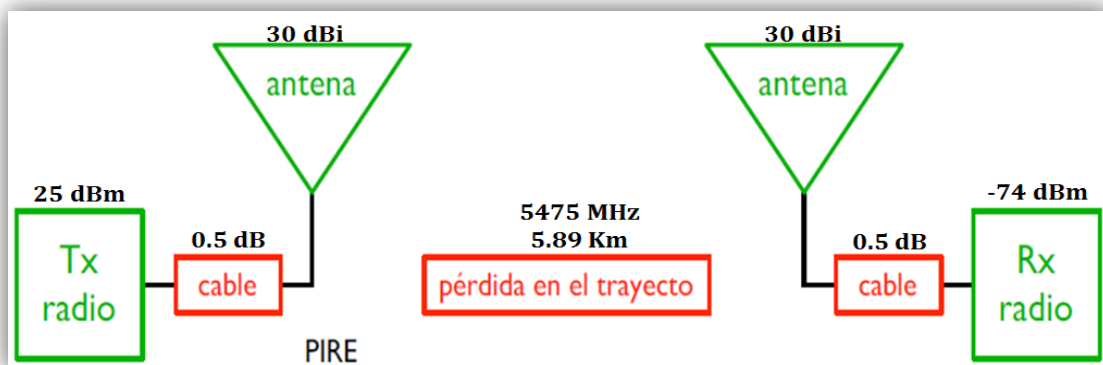 30 dBi
antena
30 dBi
antena
25 dBm
Tx
radio
0.5 dB
cable
PIRE
5475 MHz
5.89 Km
pérdida en el trayecto
0.5 dB
cable
-74 dBm
Rx
radio